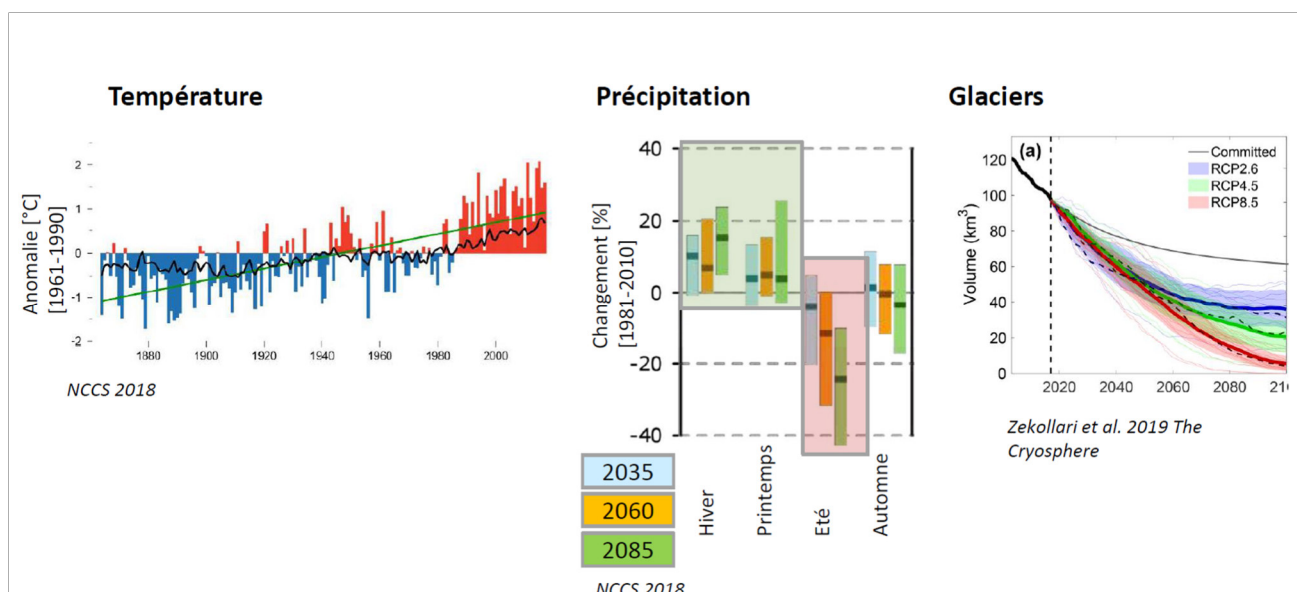 Température
Anomalie [°C]
[1961-1990]
2
1
0
-1
-2
1880
1900
1920
1940
1960
1980
2000
NCCS 2018
Précipitation
Changement [%]
[1981-2010]
40
20
0
-20
-40
Hiver
Printemps
Eté
Automne
2035
2060
2085
NCCS 2018
Glaciers
(a)
Committed
RCP2.6
RCP4.5
RCP8.5
Volume (km³)
120
100
80
60
40
20
0
2020
2040
2060
2080
210
Zekollari et al. 2019 The
Cryosphere